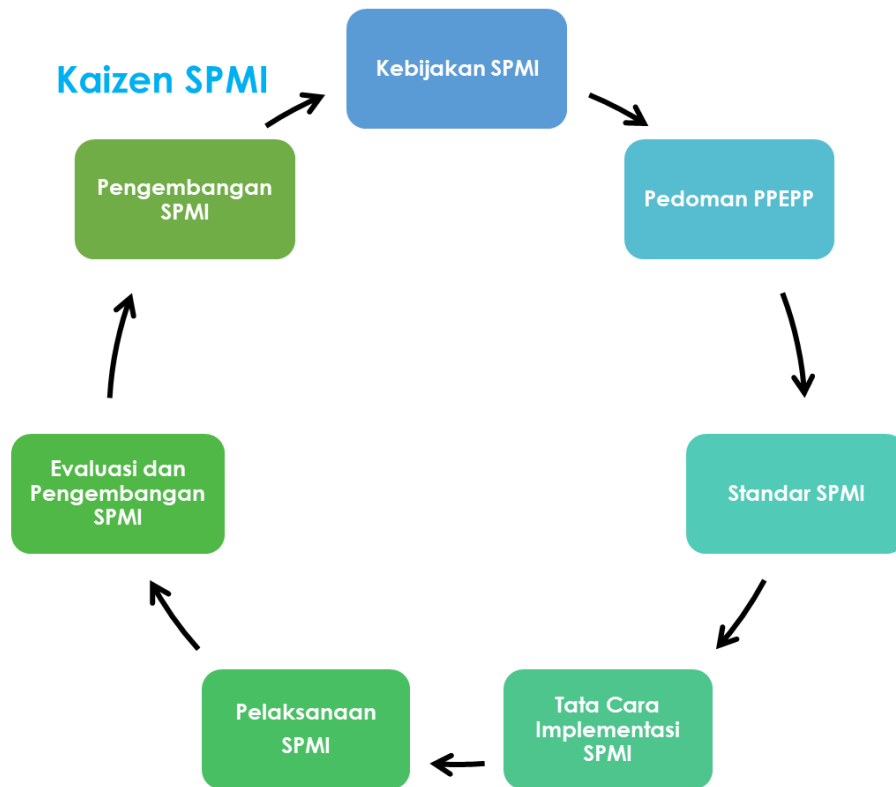 Kaizen SPMI
Kebijakan SPMI
Pedoman PPEPP
Standar SPMI
Tata Cara
Implementasi
SPMI
Pelaksanaan
SPMI
Evaluasi dan
Pengembangan
SPMI
Pengembangan
SPMI